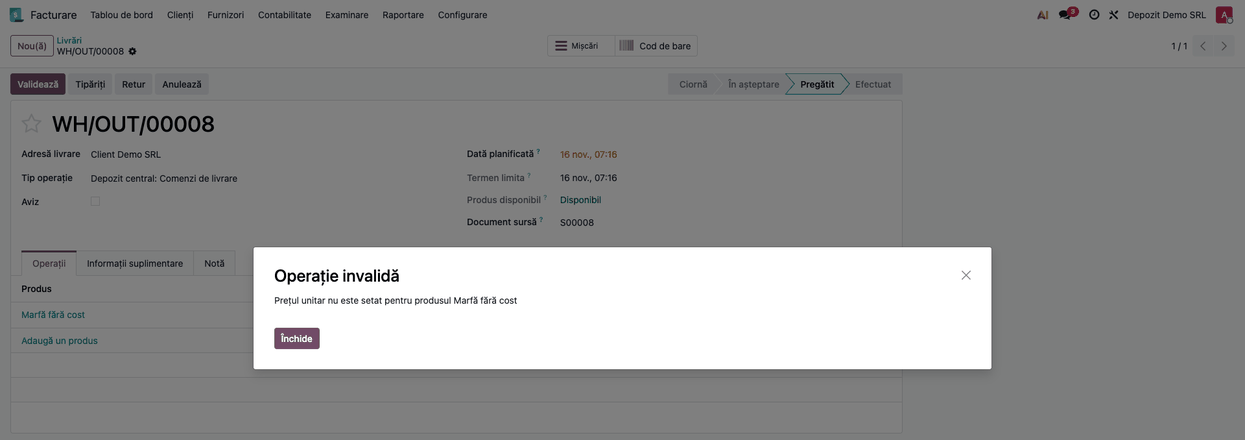 Facturare Tablou de bord Clienți Furnizori Contabilitate Examinare Raportare Configurare AI 3 Depozit Demo SRL A
Nou(ă) Livrări
WH/OUT/00008
Mișcări Cod de bare 1 / 1
Validează Tipăriți Retur Anulează Ciornă În așteptare Pregătit Efectuat
WH/OUT/00008
Adresă livrare Client Demo SRL Dată planificată ? 16 nov., 07:16
Tip operație Depozit central: Comenzi de livrare Termen limita ? 16 nov., 07:16
Aviz Produs disponibil ? Disponibil
Document sursă ? S00008
Operații Informații suplimentare Notă
Produs
Marfă fără cost
Adaugă un produs
Operație invalidă
Prețul unitar nu este setat pentru produsul Marfă fără cost
Închide